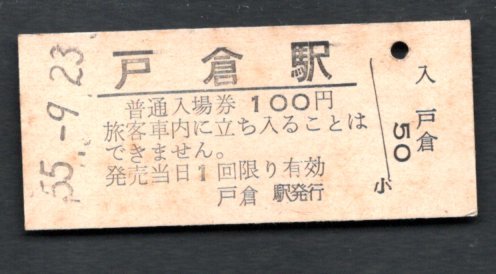 55.-9.23
戸倉駅
普通入場券 100円
旅客車内に立ち入ることは
できません。
発売当日1回限り有効
戸倉 駅発行
入 戸倉
50
小